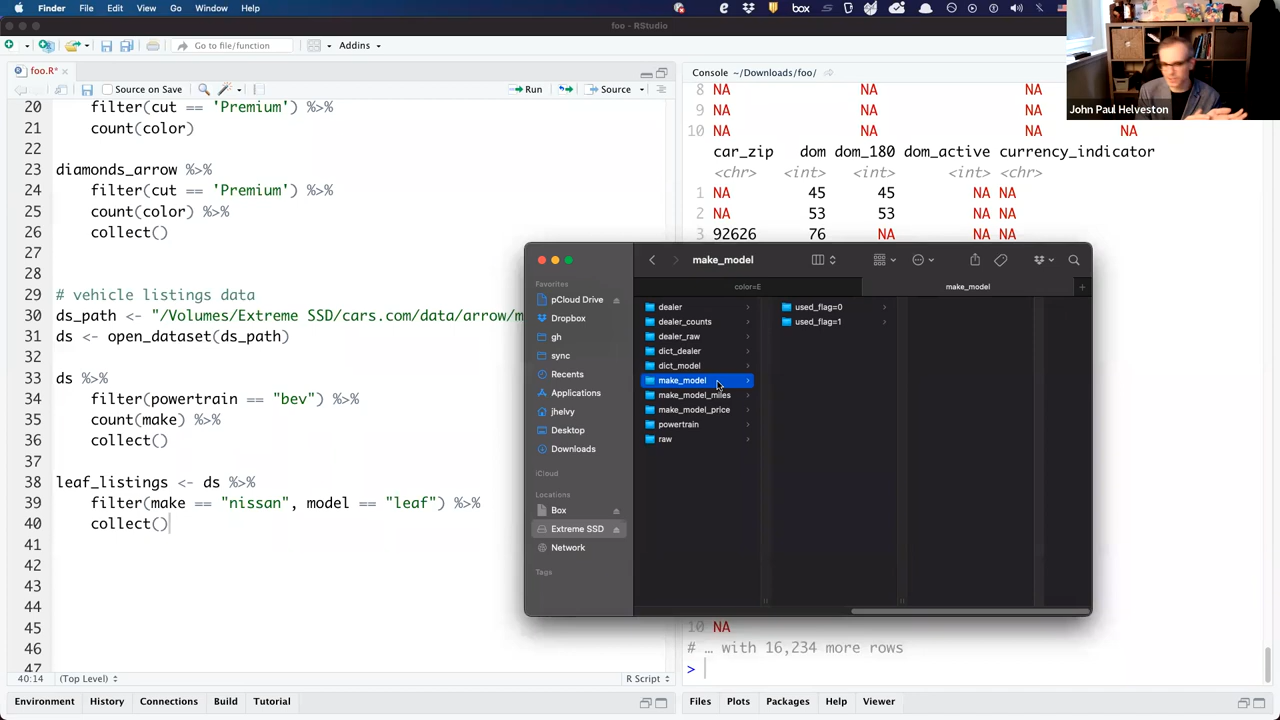 Finder File Edit View Go Window Help
box
foo - RStudio
Go to file/function
Addins
foo.R*
Source on Save
Run
Source
20 filter(cut == 'Premium') %>%
21 count(color)
22
23 diamonds_arrow %>%
24 filter(cut == 'Premium') %>%
25 count(color) %>%
26 collect()
27
28
29 # vehicle listings data
30 ds_path <- "/Volumes/Extreme SSD/cars.com/data/arrow/m
31 ds <- open_dataset(ds_path)
32
33 ds %>%
34 filter(powertrain == "bev") %>%
35 count(make) %>%
36 collect()
37
38 leaf_listings <- ds %>%
39 filter(make == "nissan", model == "leaf") %>%
40 collect()
41
42
43
44
45
46
47
40:14 (Top Level) R Script
Environment History Connections Build Tutorial
Console ~/Downloads/foo/
8 NA NA NA
9 NA NA NA
10 NA NA NA NA
car_zip dom dom_180 dom_active currency_indicator
<chr> <int> <int> <int> <chr>
1 NA 45 45 NA NA
2 NA 53 53 NA NA
3 92626 76 NA NA NA
10 NA
# … with 16,234 more rows
>
Files Plots Packages Help Viewer
John Paul Helveston
make_model
color=E
make_model
Favorites
pCloud Drive
Dropbox
gh
sync
Recents
Applications
jhelvy
Desktop
Downloads
iCloud
Locations
Box
Extreme SSD
Network
Tags
dealer
dealer_counts
dealer_raw
dict_dealer
dict_model
make_model
make_model_miles
make_model_price
powertrain
raw
used_flag=0
used_flag=1